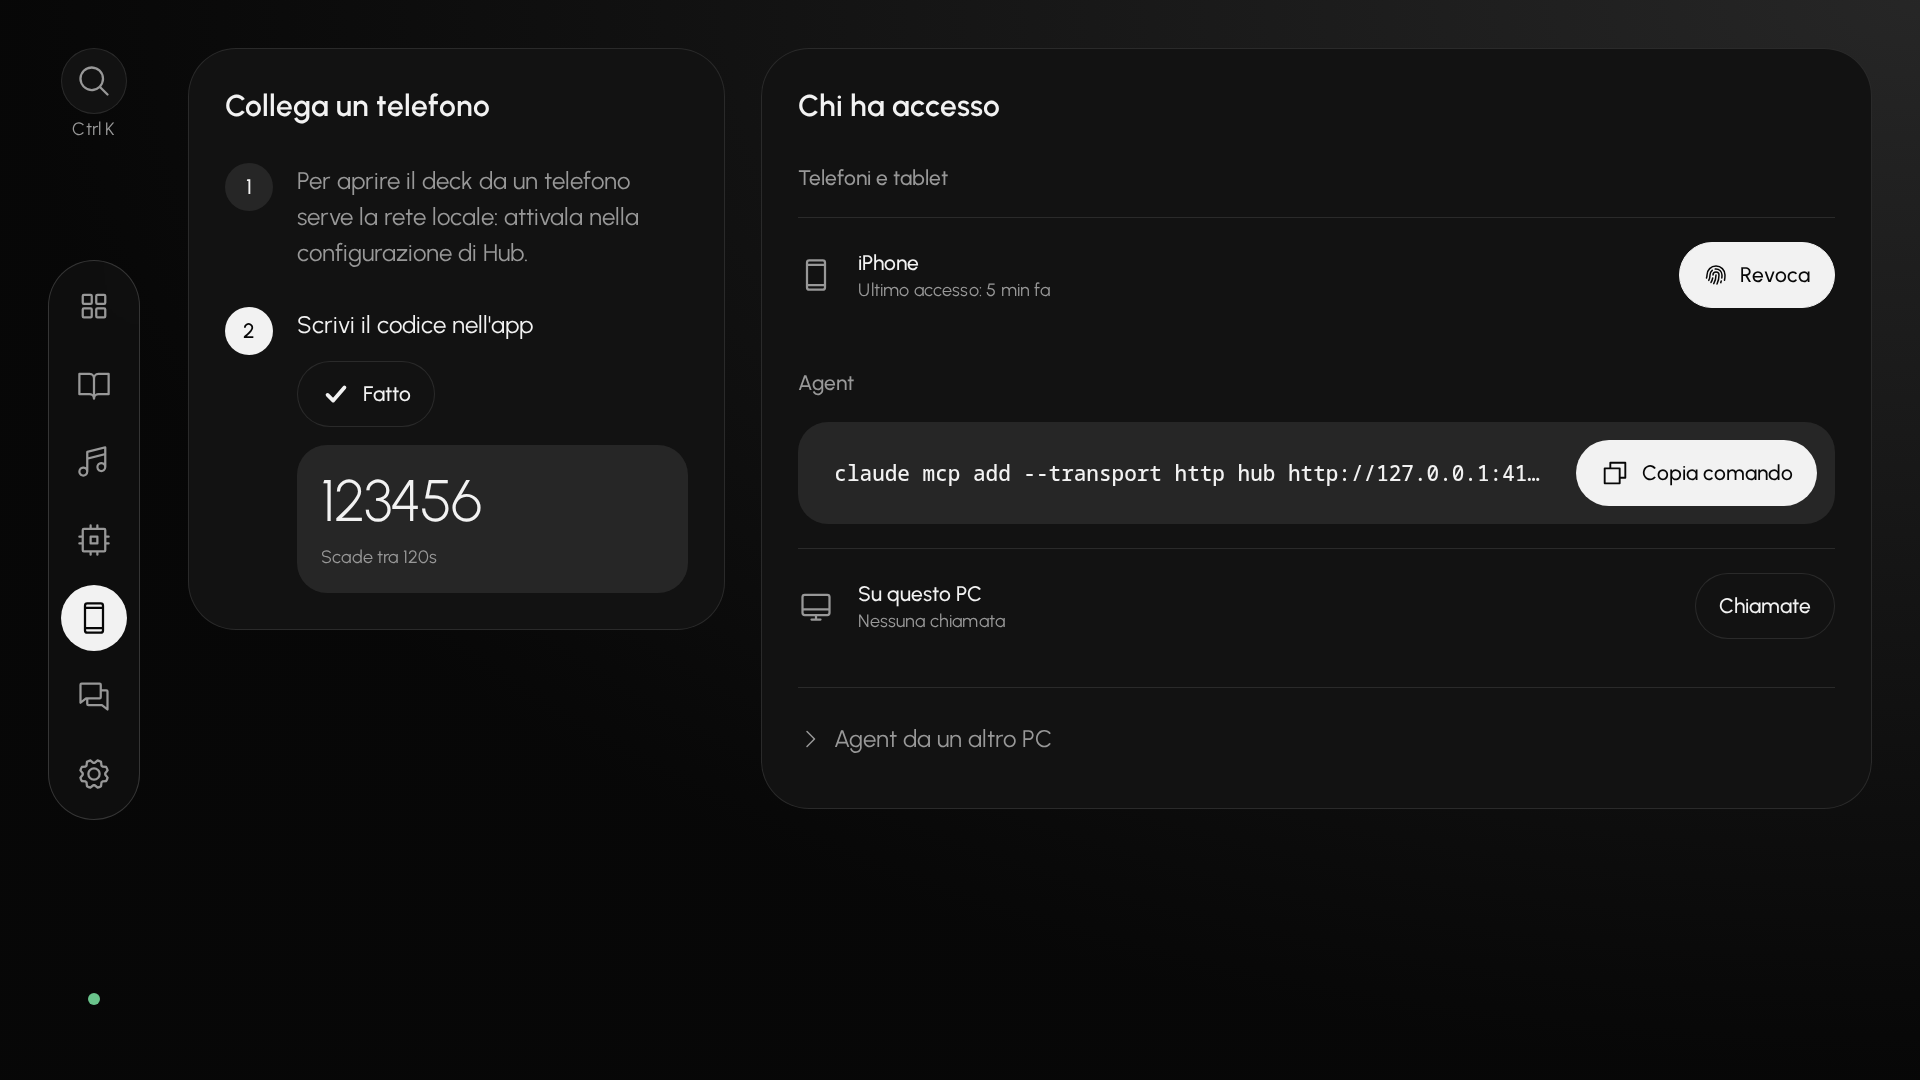 Ctrl K
Collega un telefono
1
Per aprire il deck da un telefono
serve la rete locale: attivala nella
configurazione di Hub.
2
Scrivi il codice nell'app
Fatto
123456
Scade tra 120s
Chi ha accesso
Telefoni e tablet
iPhone
Ultimo accesso: 5 min fa
Revoca
Agent
claude mcp add --transport http hub http://127.0.0.1:41…
Copia comando
Su questo PC
Nessuna chiamata
Chiamate
Agent da un altro PC